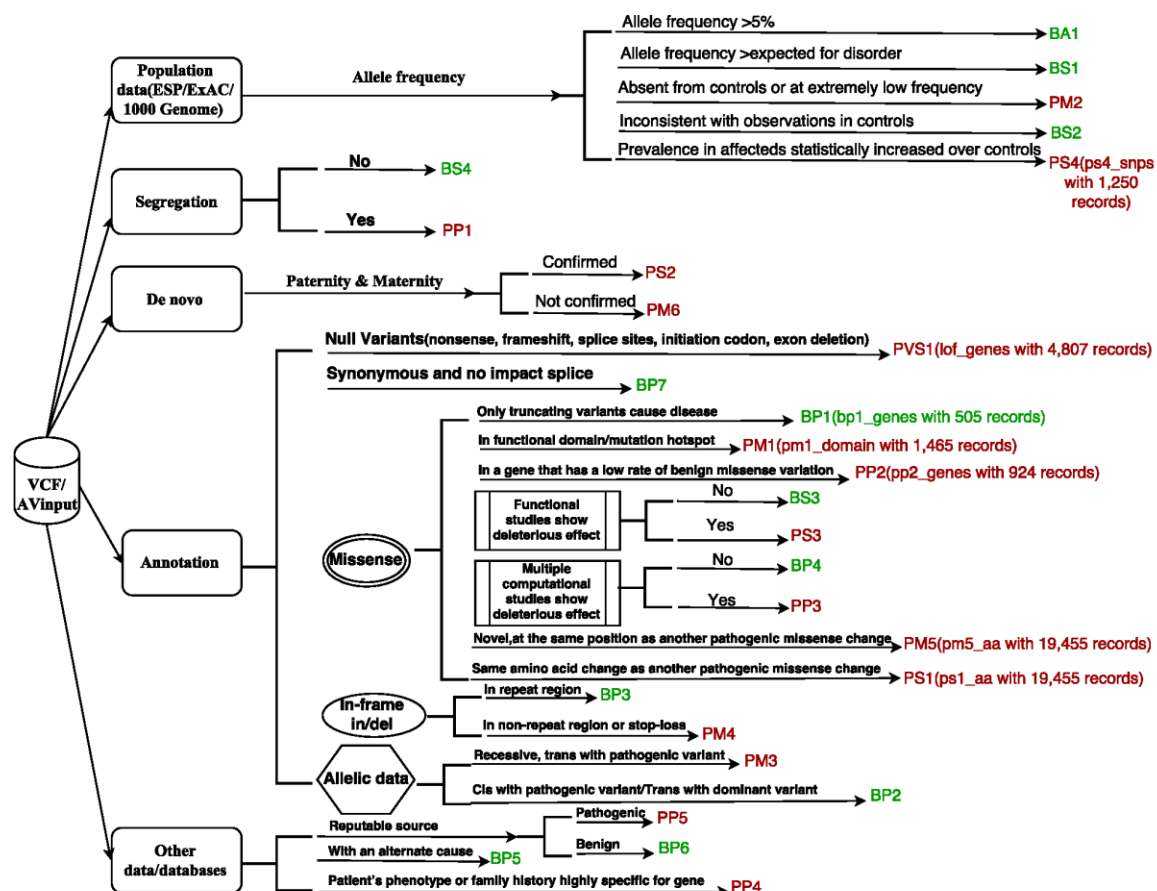 Population
data(ESP/ExAC/
1000 Genome)
Allele frequency
Allele frequency >5%
BA1
Allele frequency >expected for disorder
BS1
Absent from controls or at extremely low frequency
PM2
Inconsistent with observations in controls
BS2
Prevalence in affecteds statistically increased over controls
PS4(ps4_snps
with 1,250
records)
Segregation
No
BS4
Yes
PP1
De novo
Paternity & Maternity
Confirmed
PS2
Not confirmed
PM6
VCF/
AVinput
Annotation
Null Variants(nonsense, frameshift, splice sites, initiation codon, exon deletion)
PVS1(lof_genes with 4,807 records)
Synonymous and no impact splice
BP7
Missense
Only truncating variants cause disease
BP1(bp1_genes with 505 records)
In functional domain/mutation hotspot
PM1(pm1_domain with 1,465 records)
In a gene that has a low rate of benign missense variation
PP2(pp2_genes with 924 records)
Functional
studies show
deleterious effect
No
BS3
Yes
PS3
Multiple
computational
studies show
deleterious effect
No
BP4
Yes
PP3
Novel,at the same position as another pathogenic missense change
PM5(pm5_aa with 19,455 records)
Same amino acid change as another pathogenic missense change
PS1(ps1_aa with 19,455 records)
In-frame
in/del
In repeat region
BP3
In non-repeat region or stop-loss
PM4
Allelic data
Recessive, trans with pathogenic variant
PM3
Cis with pathogenic variant/Trans with dominant variant
BP2
Other
data/databases
Reputable source
Pathogenic
PP5
Benign
BP6
With an alternate cause
BP5
Patient's phenotype or family history highly specific for gene
PP4